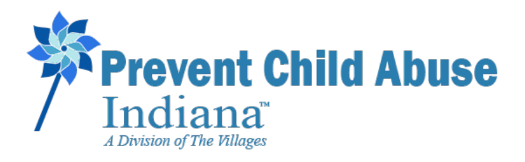 Prevent Child Abuse
Indiana™
A Division of The Villages